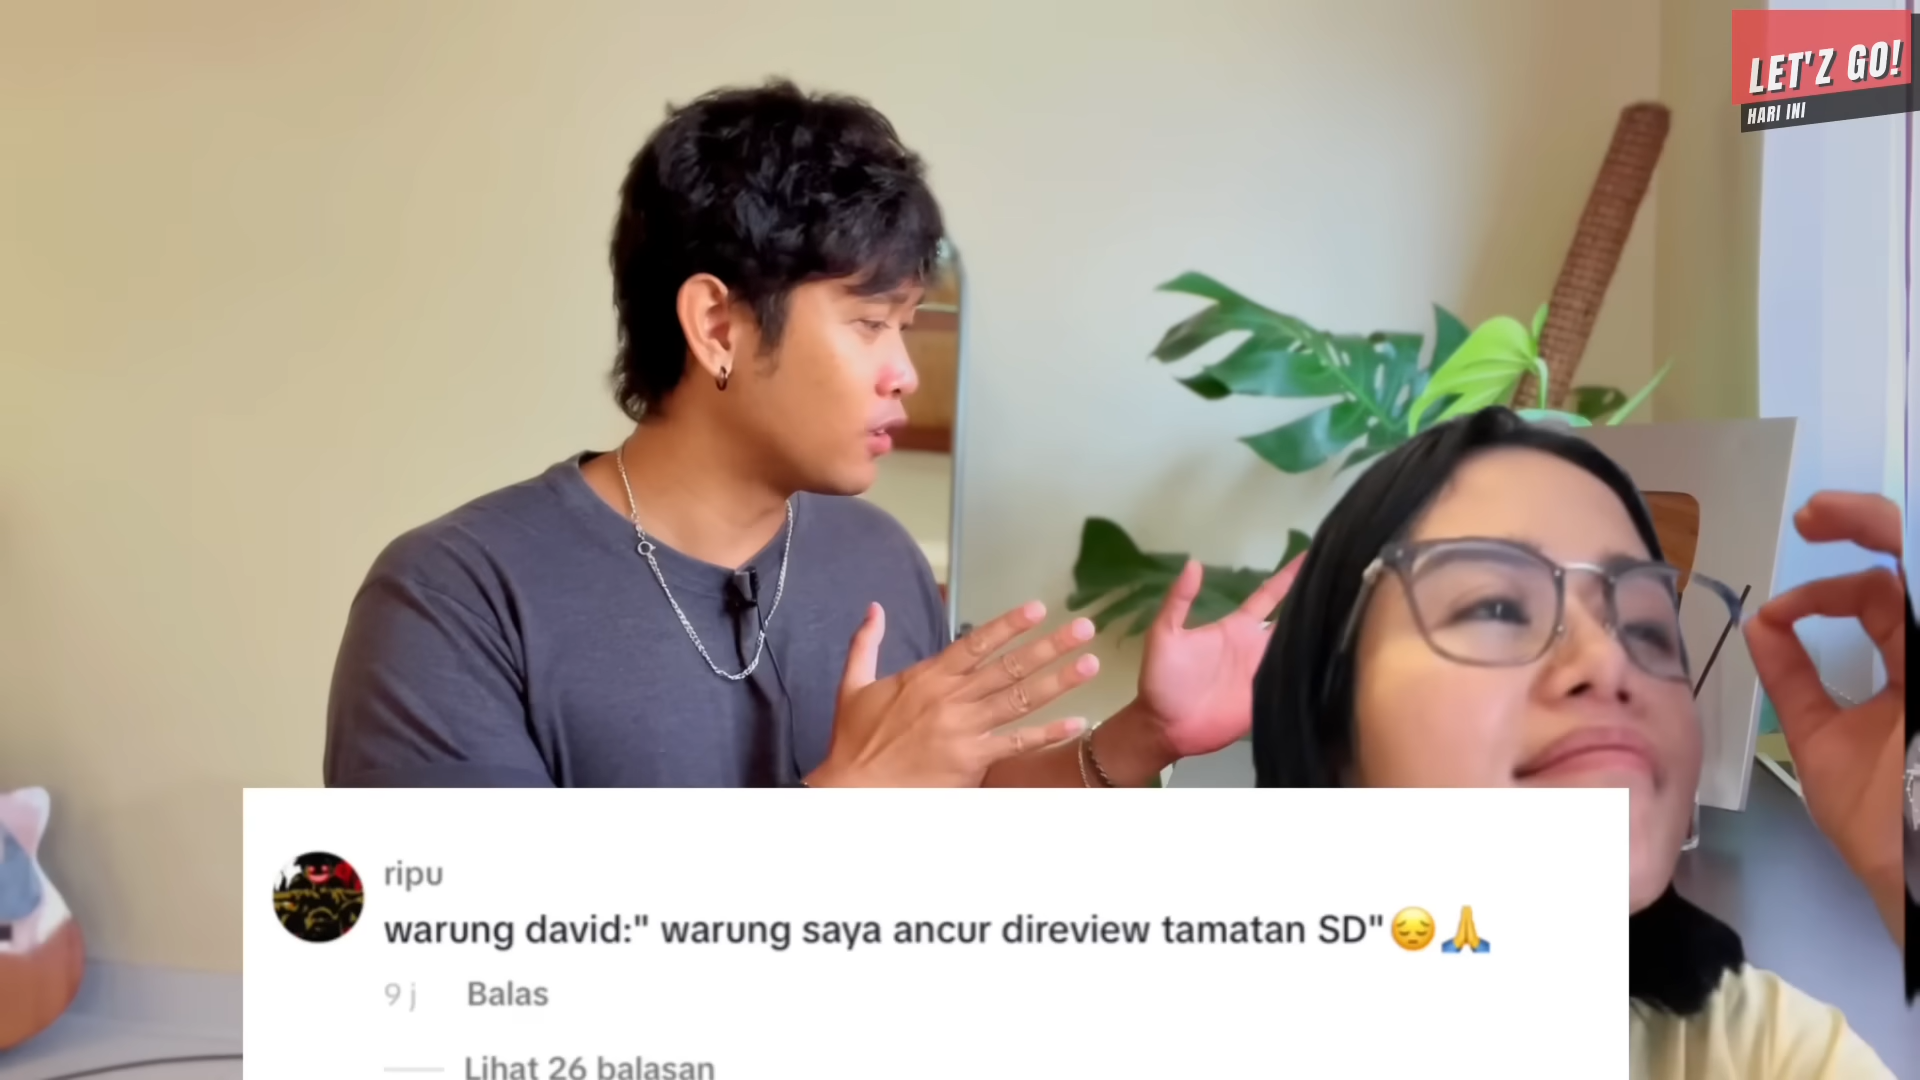 LET'Z GO!
HARI INI
ripu
warung david:" warung saya ancur direview tamatan SD"😔🙏
9 j Balas
Lihat 26 balasan